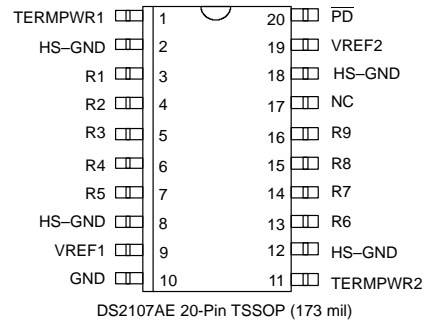 TERMPWR1 1 20 PD
HS–GND 2 19 VREF2
R1 3 18 HS–GND
R2 4 17 NC
R3 5 16 R9
R4 6 15 R8
R5 7 14 R7
HS–GND 8 13 R6
VREF1 9 12 HS–GND
GND 10 11 TERMPWR2
DS2107AE 20-Pin TSSOP (173 mil)